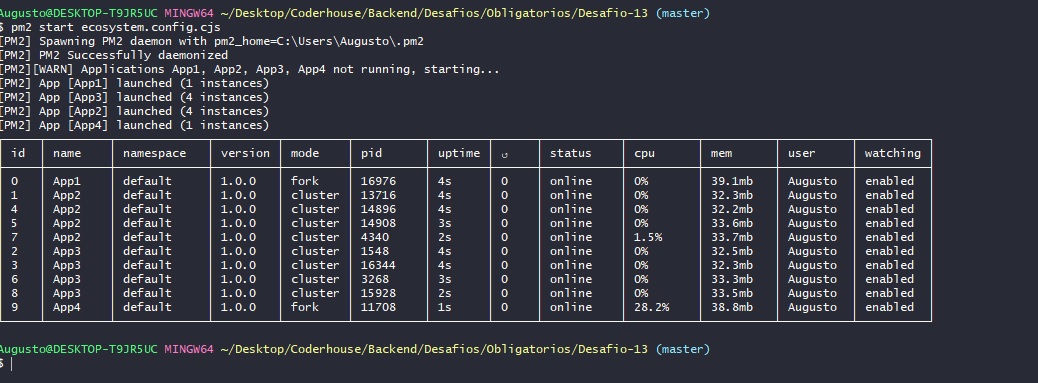 Augusto@DESKTOP-T9JR5UC MINGW64 ~/Desktop/Coderhouse/Backend/Desafios/Obligatorios/Desafio-13 (master)
$ pm2 start ecosystem.config.cjs
[PM2] Spawning PM2 daemon with pm2_home=C:\Users\Augusto\.pm2
[PM2] PM2 Successfully daemonized
[PM2][WARN] Applications App1, App2, App3, App4 not running, starting...
[PM2] App [App1] launched (1 instances)
[PM2] App [App3] launched (4 instances)
[PM2] App [App2] launched (4 instances)
[PM2] App [App4] launched (1 instances)
id name namespace version mode pid uptime ↺ status cpu mem user watching
0 App1 default 1.0.0 fork 16976 4s 0 online 0% 39.1mb Augusto enabled
1 App2 default 1.0.0 cluster 13716 4s 0 online 0% 32.3mb Augusto enabled
4 App2 default 1.0.0 cluster 14896 4s 0 online 0% 32.2mb Augusto enabled
5 App2 default 1.0.0 cluster 14908 3s 0 online 0% 33.6mb Augusto enabled
7 App2 default 1.0.0 cluster 4340 2s 0 online 1.5% 33.7mb Augusto enabled
2 App3 default 1.0.0 cluster 1548 4s 0 online 0% 32.5mb Augusto enabled
3 App3 default 1.0.0 cluster 16344 4s 0 online 0% 32.3mb Augusto enabled
6 App3 default 1.0.0 cluster 3268 3s 0 online 0% 33.3mb Augusto enabled
8 App3 default 1.0.0 cluster 15928 2s 0 online 0% 33.5mb Augusto enabled
9 App4 default 1.0.0 fork 11708 1s 0 online 28.2% 38.8mb Augusto enabled
Augusto@DESKTOP-T9JR5UC MINGW64 ~/Desktop/Coderhouse/Backend/Desafios/Obligatorios/Desafio-13 (master)
$